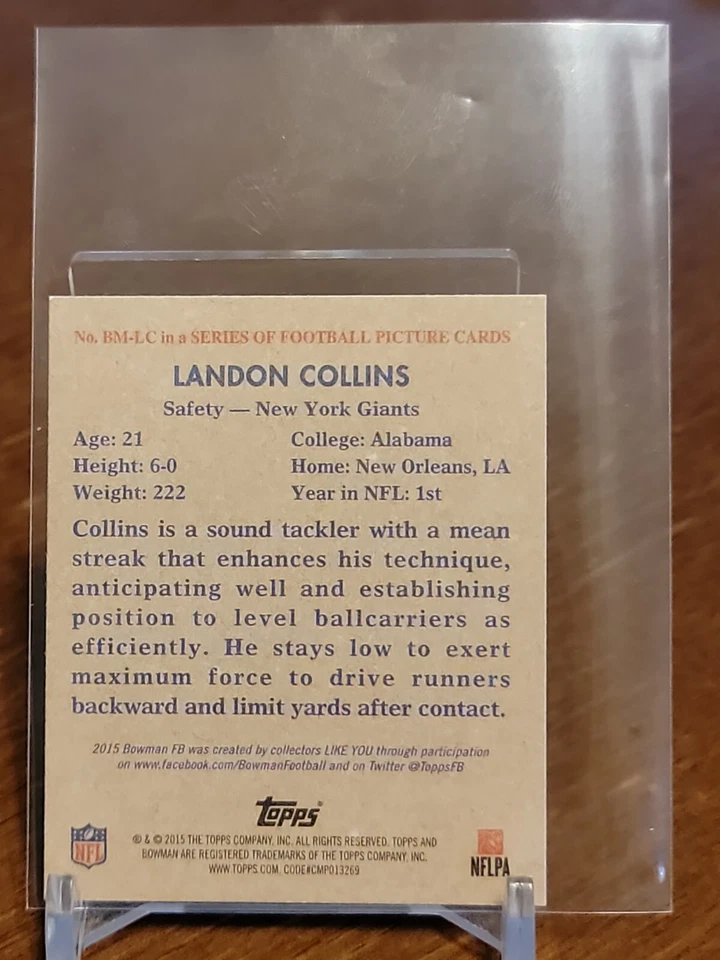 No. BM-LC in a SERIES OF FOOTBALL PICTURE CARDS
LANDON COLLINS
Safety — New York Giants
Age: 21 College: Alabama
Height: 6-0 Home: New Orleans, LA
Weight: 222 Year in NFL: 1st
Collins is a sound tackler with a mean
streak that enhances his technique,
anticipating well and establishing
position to level ballcarriers as
efficiently. He stays low to exert
maximum force to drive runners
backward and limit yards after contact.
2015 Bowman FB was created by collectors LIKE YOU through participation
on www.facebook.com/BowmanFootball and on Twitter @ToppsFB
topps®
NFL
® & © 2015 THE TOPPS COMPANY, INC. ALL RIGHTS RESERVED. TOPPS AND
BOWMAN ARE REGISTERED TRADEMARKS OF THE TOPPS COMPANY, INC.
WWW.TOPPS.COM. CODE#CMP013269
NFLPA